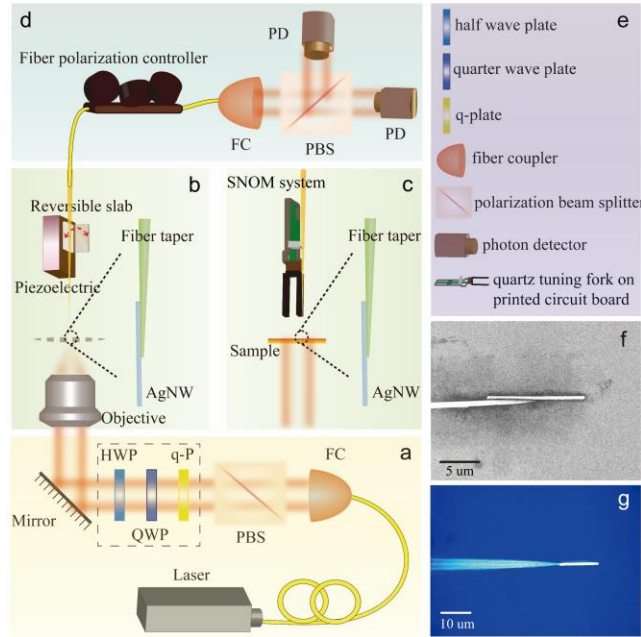 d
Fiber polarization controller
PD
FC
PBS
PD
e
half wave plate
quarter wave plate
q-plate
fiber coupler
polarization beam splitter
photon detector
quartz tuning fork on
printed circuit board
b
Reversible slab
Piezoelectric
Fiber taper
AgNW
Objective
c
SNOM system
Fiber taper
Sample
AgNW
a
HWP
q-P
QWP
PBS
FC
Mirror
Laser
f
5 um
g
10 um